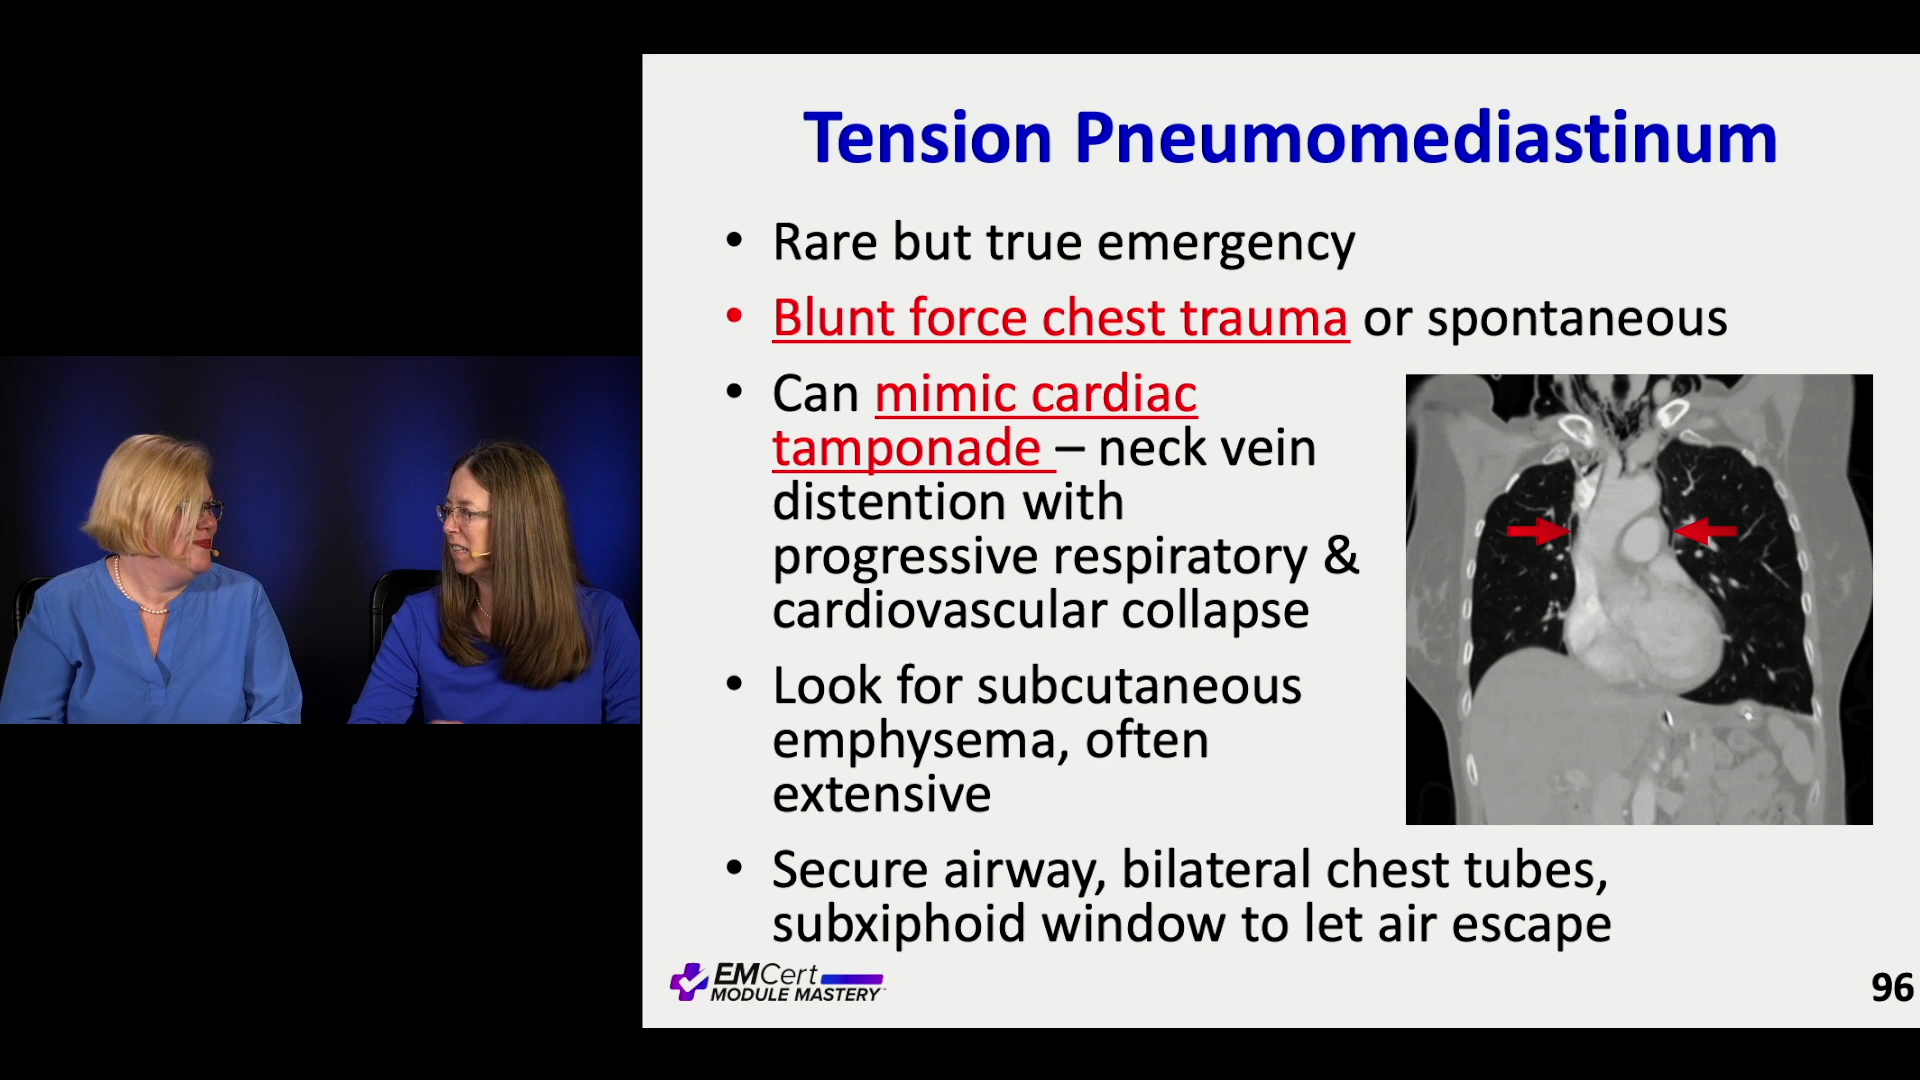 Tension Pneumomediastinum
• Rare but true emergency
• Blunt force chest trauma or spontaneous
• Can mimic cardiac
tamponade – neck vein
distention with
progressive respiratory &
cardiovascular collapse
• Look for subcutaneous
emphysema, often
extensive
• Secure airway, bilateral chest tubes,
subxiphoid window to let air escape
EMCert
MODULE MASTERY™
96